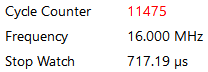 Cycle Counter 11475
Frequency 16.000 MHz
Stop Watch 717.19 µs